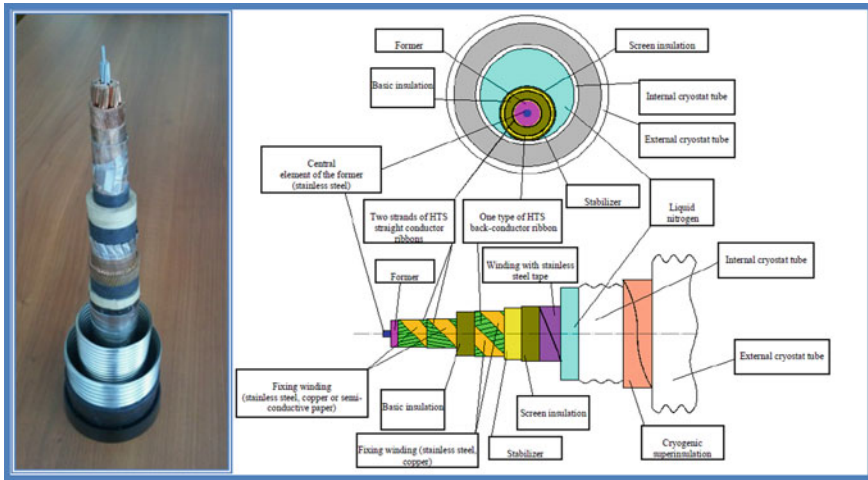 Former
Screen insulation
Basic insulation
Internal cryostat tube
External cryostat tube
Central
element of the former
(stainless steel)
Two strands of HTS
straight conductor
ribbons
One type of HTS
back-conductor ribbon
Stabilizer
Liquid
nitrogen
Former
Winding with stainless
steel tape
Internal cryostat tube
External cryostat tube
Fixing winding
(stainless steel, copper or semi-
conductive paper)
Basic insulation
Screen insulation
Fixing winding (stainless steel,
copper)
Stabilizer
Cryogenic
superinsulation